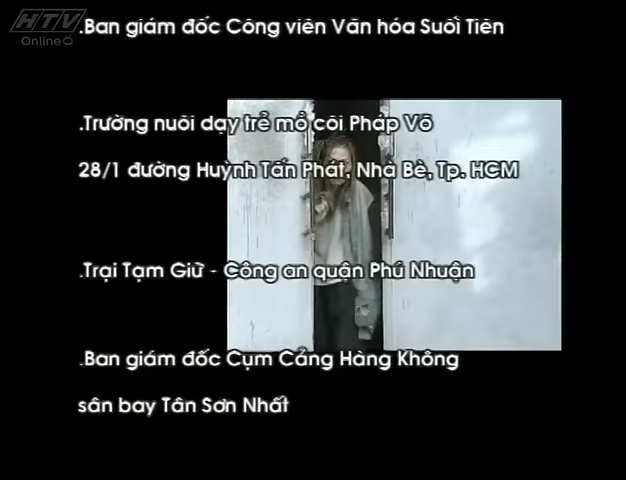 HTV
Online
.Ban giám đốc Công viên Văn hóa Suối Tiên
.Trường nuôi dạy trẻ mồ côi Pháp Võ
28/1 đường Huỳnh Tấn Phát, Nhà Bè, Tp. HCM
.Trại Tạm Giữ - Công an quận Phú Nhuận
.Ban giám đốc Cụm Cảng Hàng Không
sân bay Tân Sơn Nhất